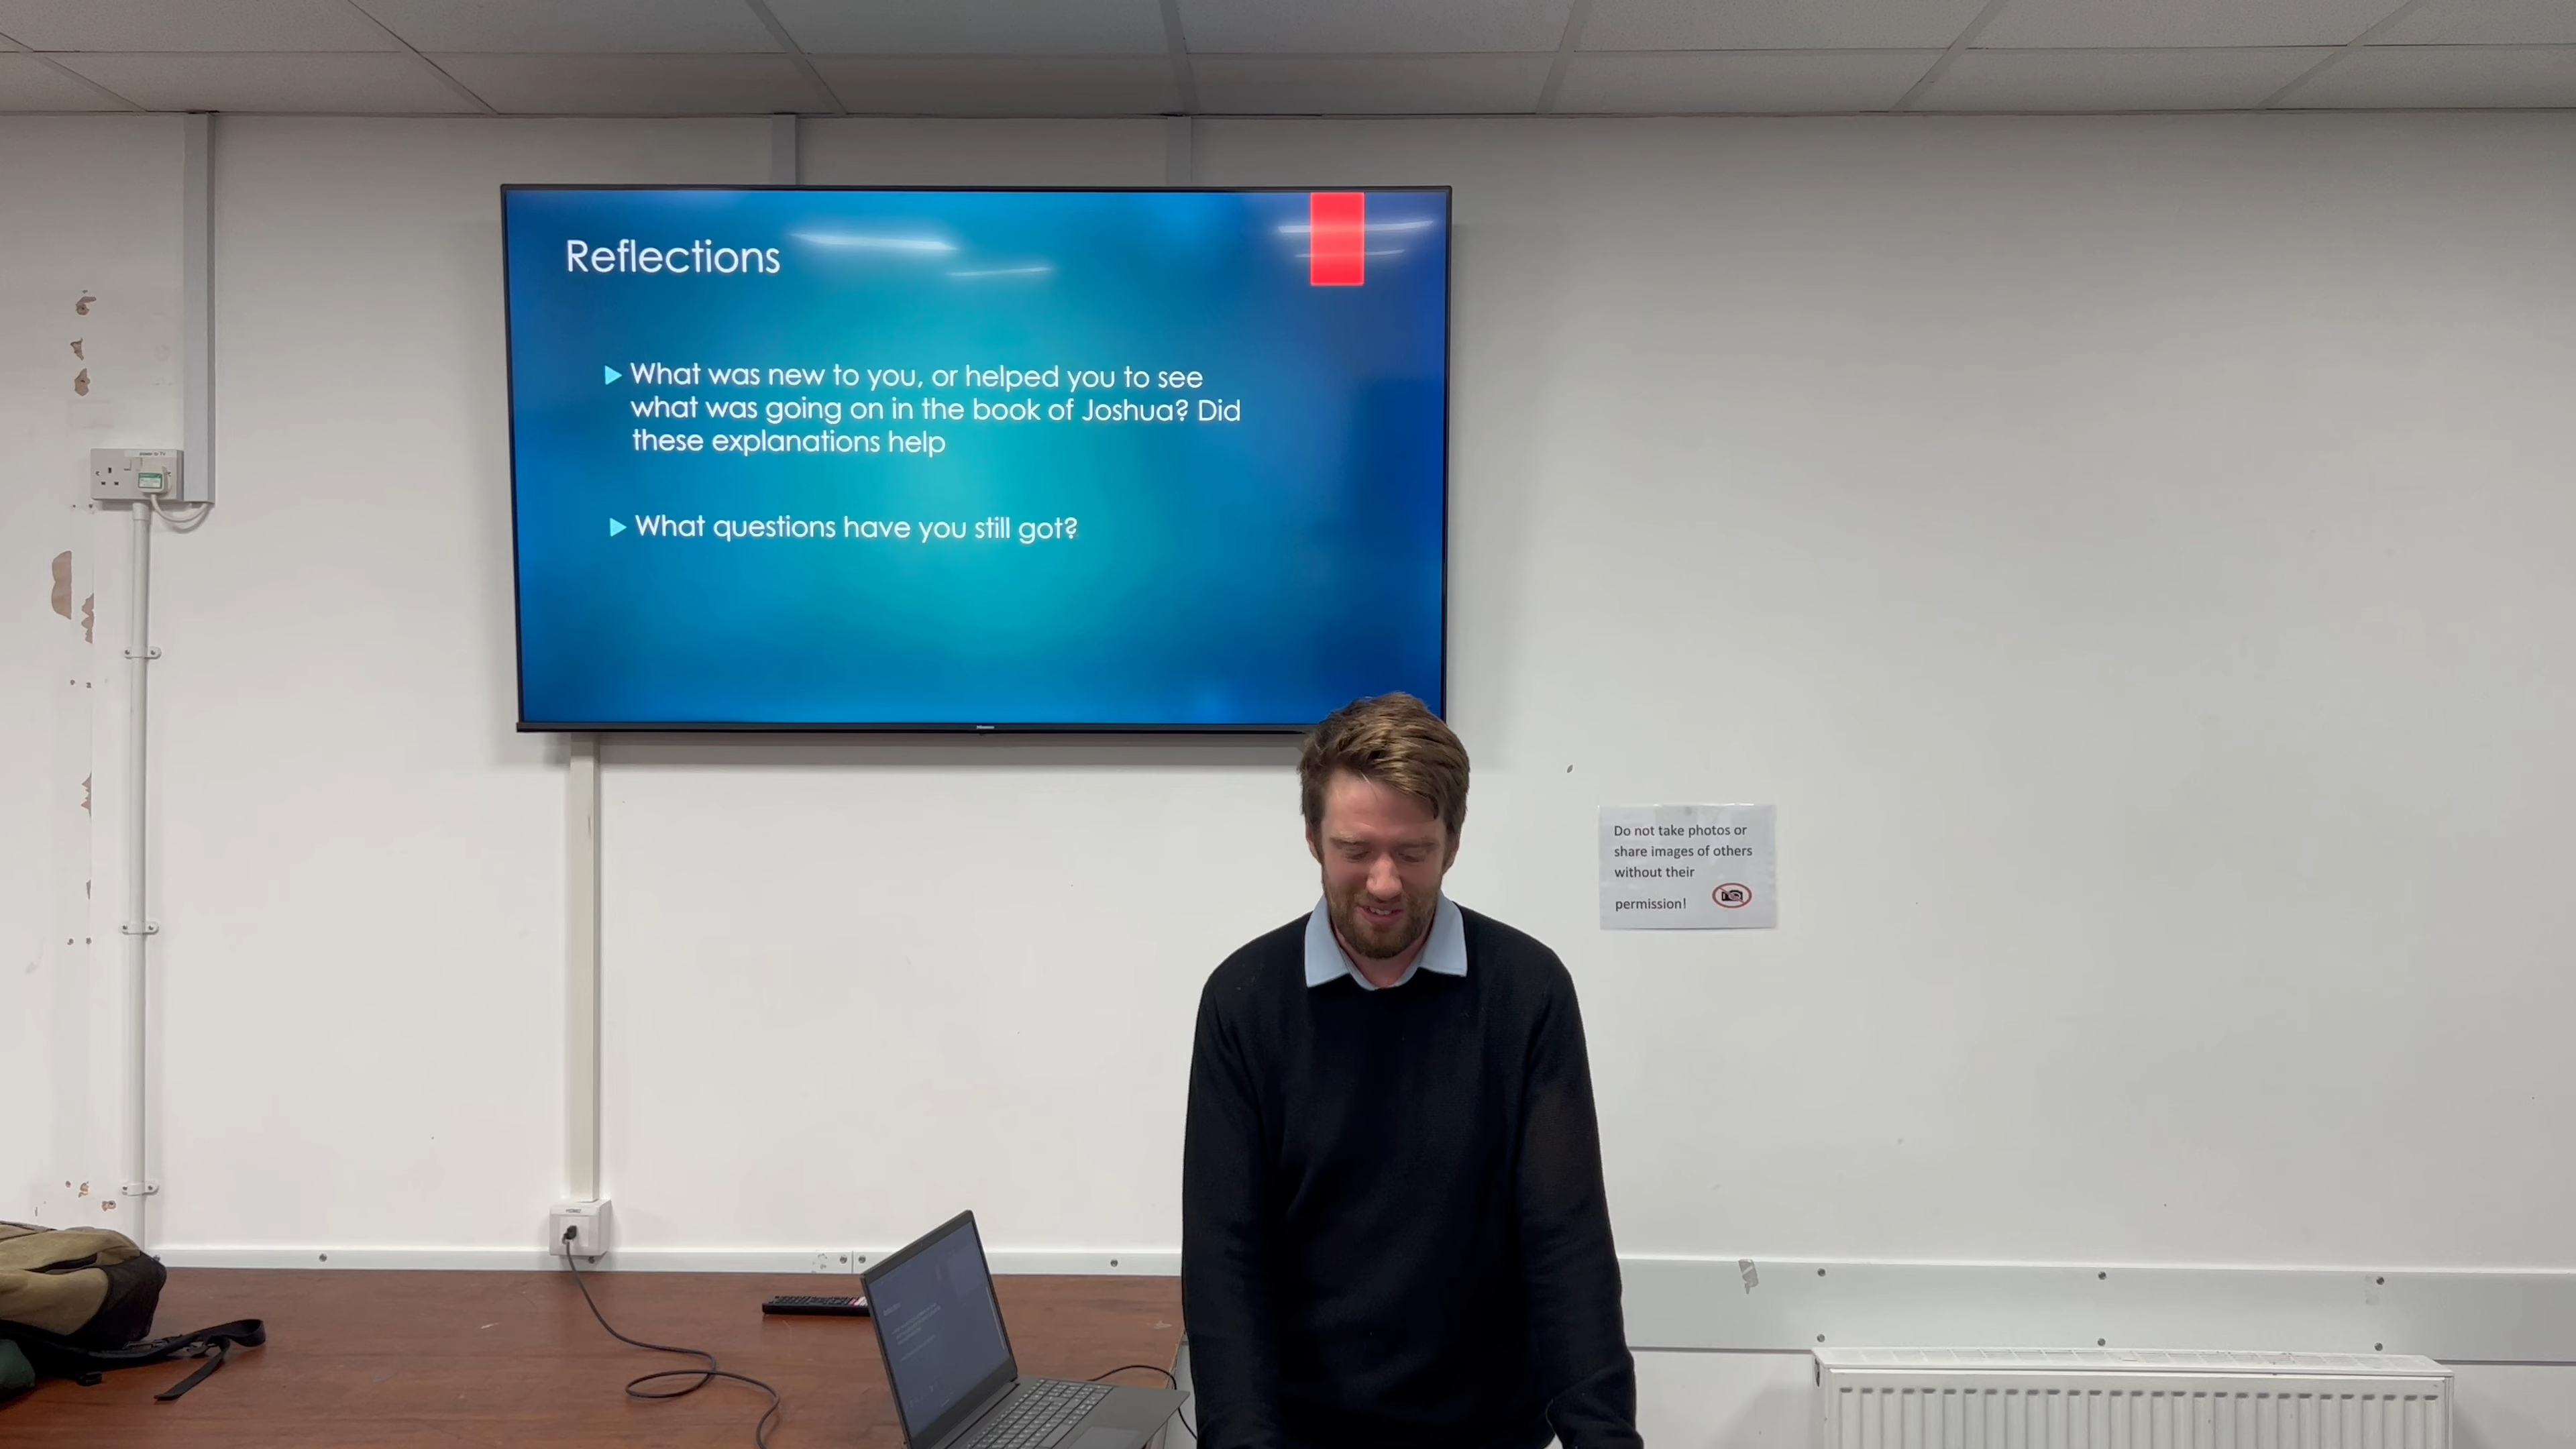 Reflections
What was new to you, or helped you to see
what was going on in the book of Joshua? Did
these explanations help
What questions have you still got?
Do not take photos or
share images of others
without their
permission!